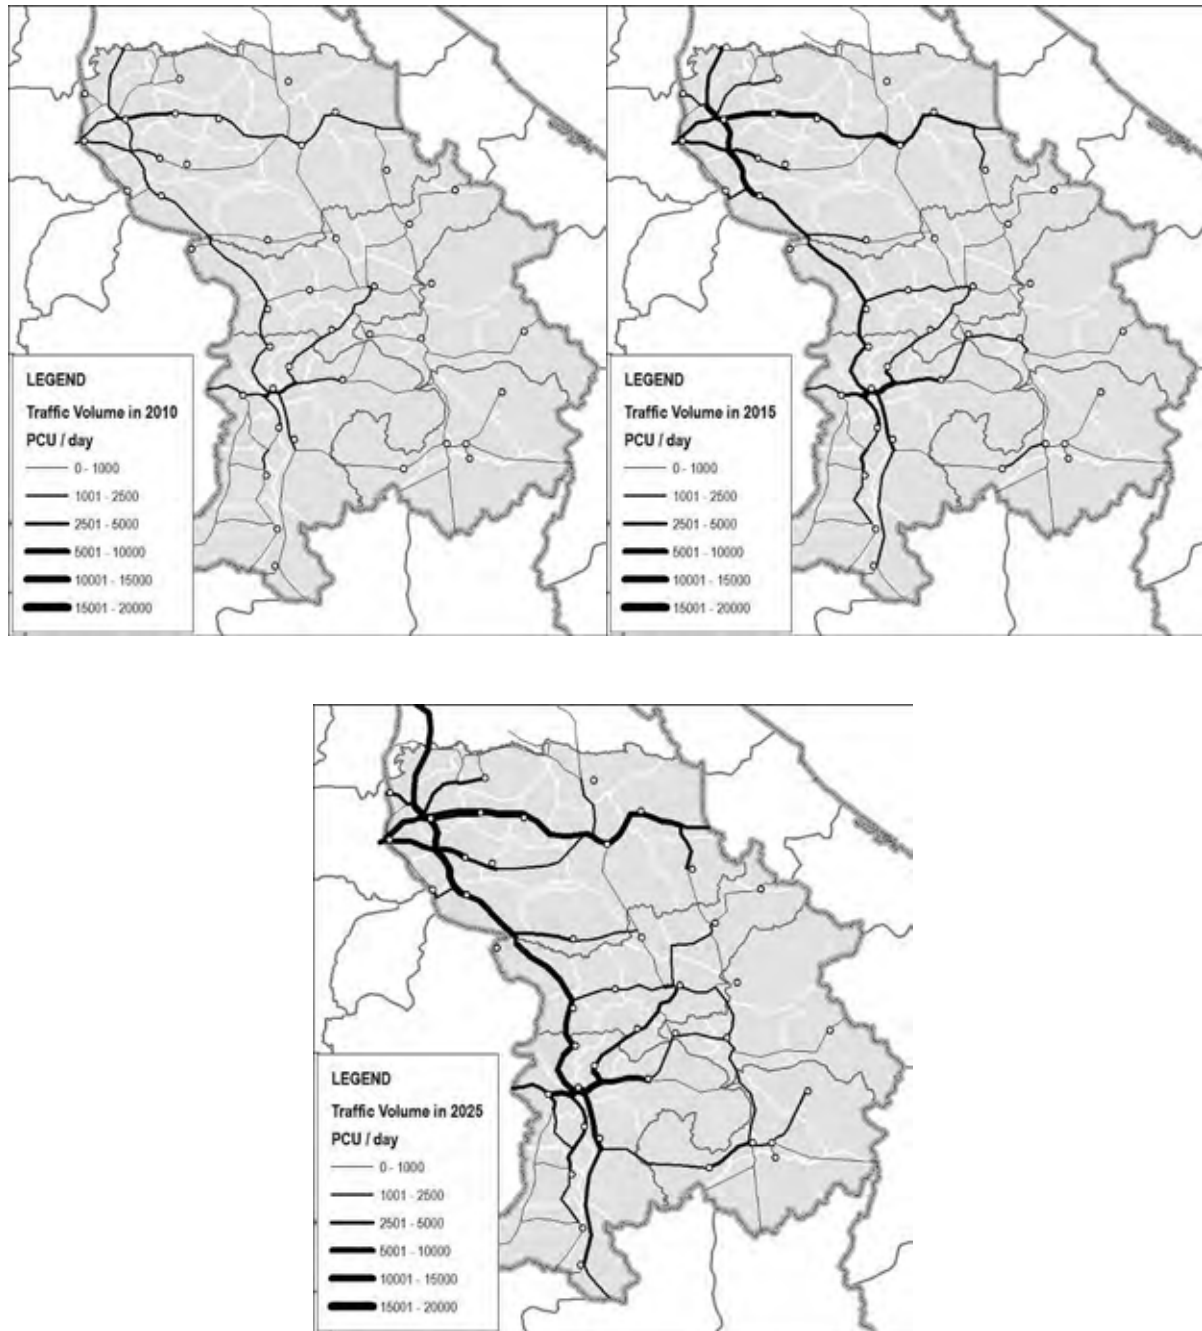 LEGEND
Traffic Volume in 2010
PCU / day
0 - 1000
1001 - 2500
2501 - 5000
5001 - 10000
10001 - 15000
15001 - 20000
LEGEND
Traffic Volume in 2015
PCU / day
0 - 1000
1001 - 2500
2501 - 5000
5001 - 10000
10001 - 15000
15001 - 20000
LEGEND
Traffic Volume in 2025
PCU / day
0 - 1000
1001 - 2500
2501 - 5000
5001 - 10000
10001 - 15000
15001 - 20000